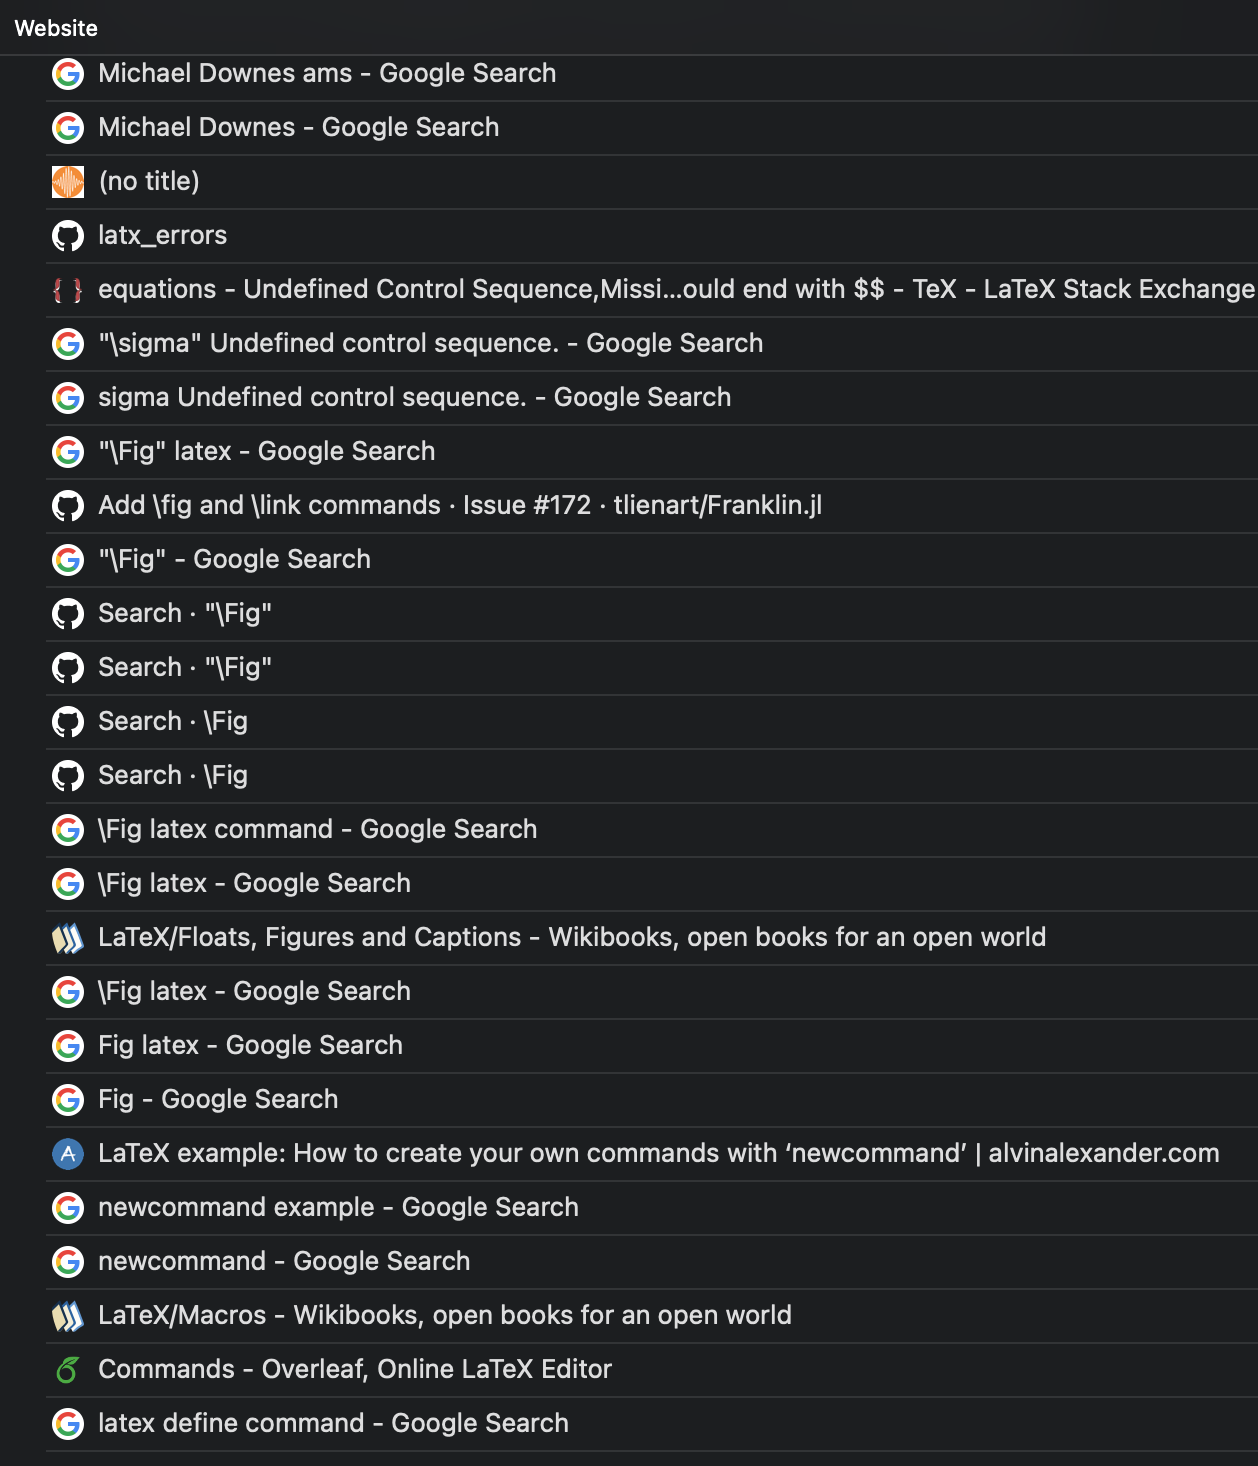 Website
Michael Downes ams - Google Search
Michael Downes - Google Search
(no title)
latx_errors
equations - Undefined Control Sequence,Missi...ould end with $$ - TeX - LaTeX Stack Exchange
"\sigma" Undefined control sequence. - Google Search
sigma Undefined control sequence. - Google Search
"\Fig" latex - Google Search
Add \fig and \link commands · Issue #172 · tlienart/Franklin.jl
"\Fig" - Google Search
Search · "\Fig"
Search · "\Fig"
Search · \Fig
Search · \Fig
\Fig latex command - Google Search
\Fig latex - Google Search
LaTeX/Floats, Figures and Captions - Wikibooks, open books for an open world
\Fig latex - Google Search
Fig latex - Google Search
Fig - Google Search
LaTeX example: How to create your own commands with ‘newcommand’ | alvinalexander.com
newcommand example - Google Search
newcommand - Google Search
LaTeX/Macros - Wikibooks, open books for an open world
Commands - Overleaf, Online LaTeX Editor
latex define command - Google Search